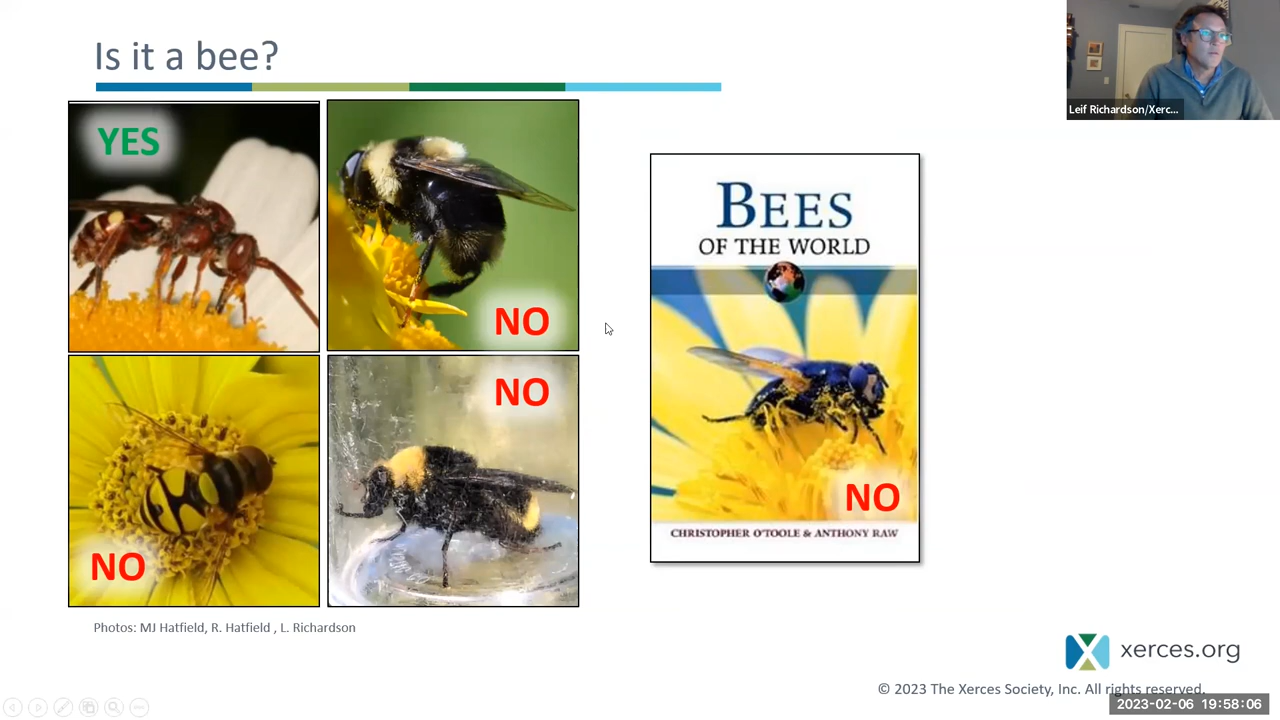 Is it a bee?
YES
NO
NO
NO
BEES
OF THE WORLD
NO
CHRISTOPHER O'TOOLE & ANTHONY RAW
Photos: MJ Hatfield, R. Hatfield , L. Richardson
Leif Richardson/Xerc...
xerces.org
© 2023 The Xerces Society, Inc. All rights reserved.
2023-02-06 19:58:06